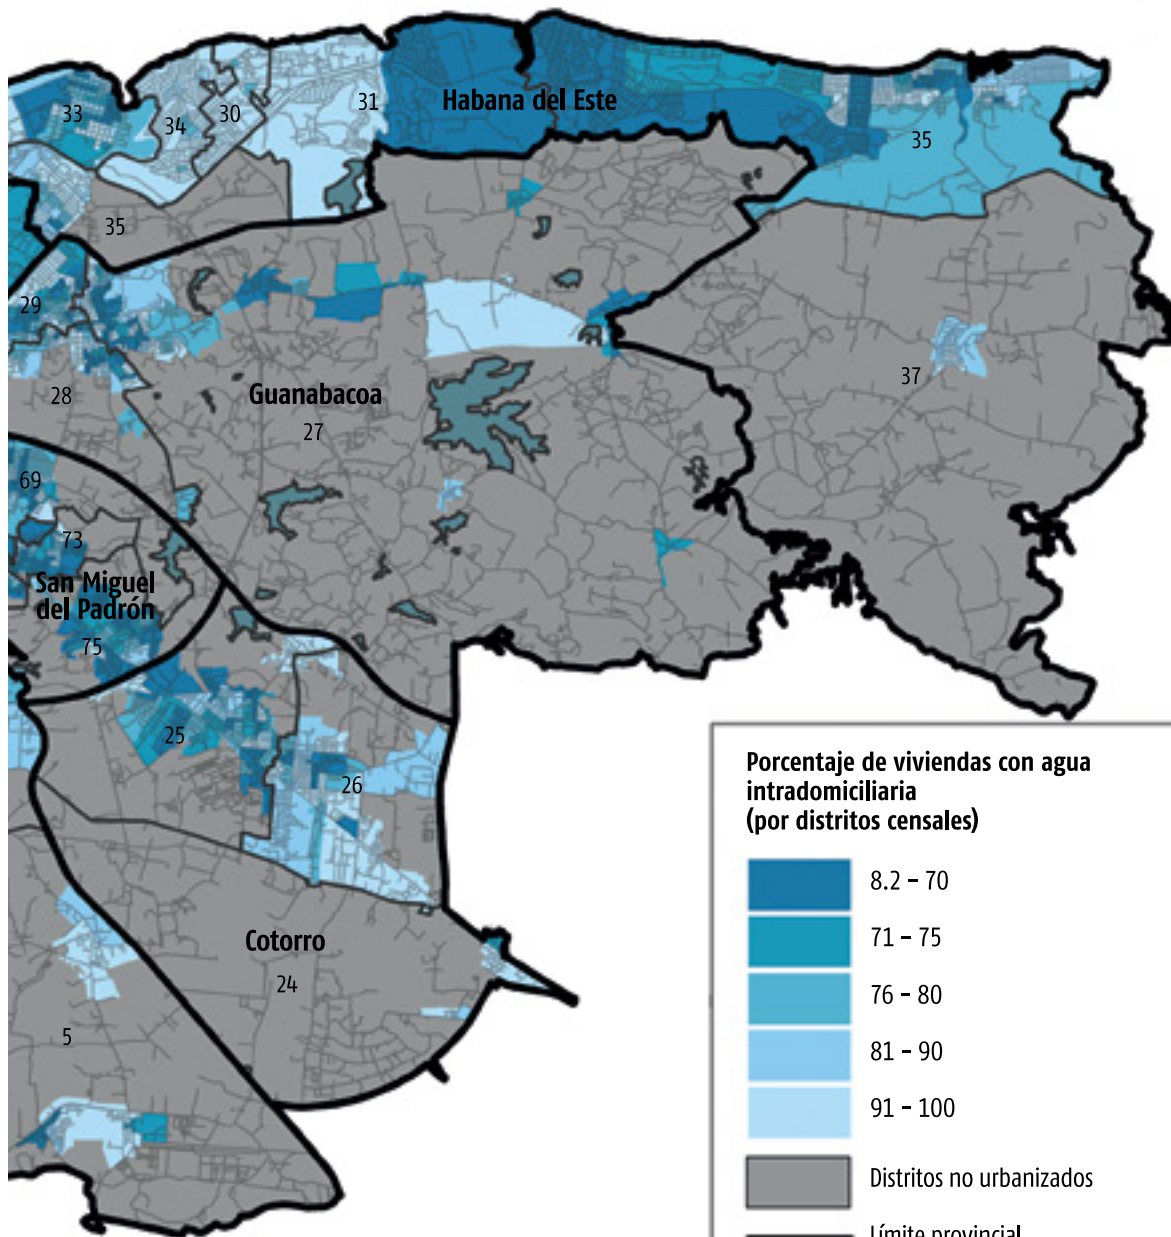 33
34
30
31
Habana del Este
35
35
29
28
Guanabacoa
27
37
69
73
San Miguel
del Padrón
75
25
26
Cotorro
24
5
Porcentaje de viviendas con agua
intradomiciliaria
(por distritos censales)
8.2 – 70
71 – 75
76 – 80
81 – 90
91 – 100
Distritos no urbanizados
Límite provincial